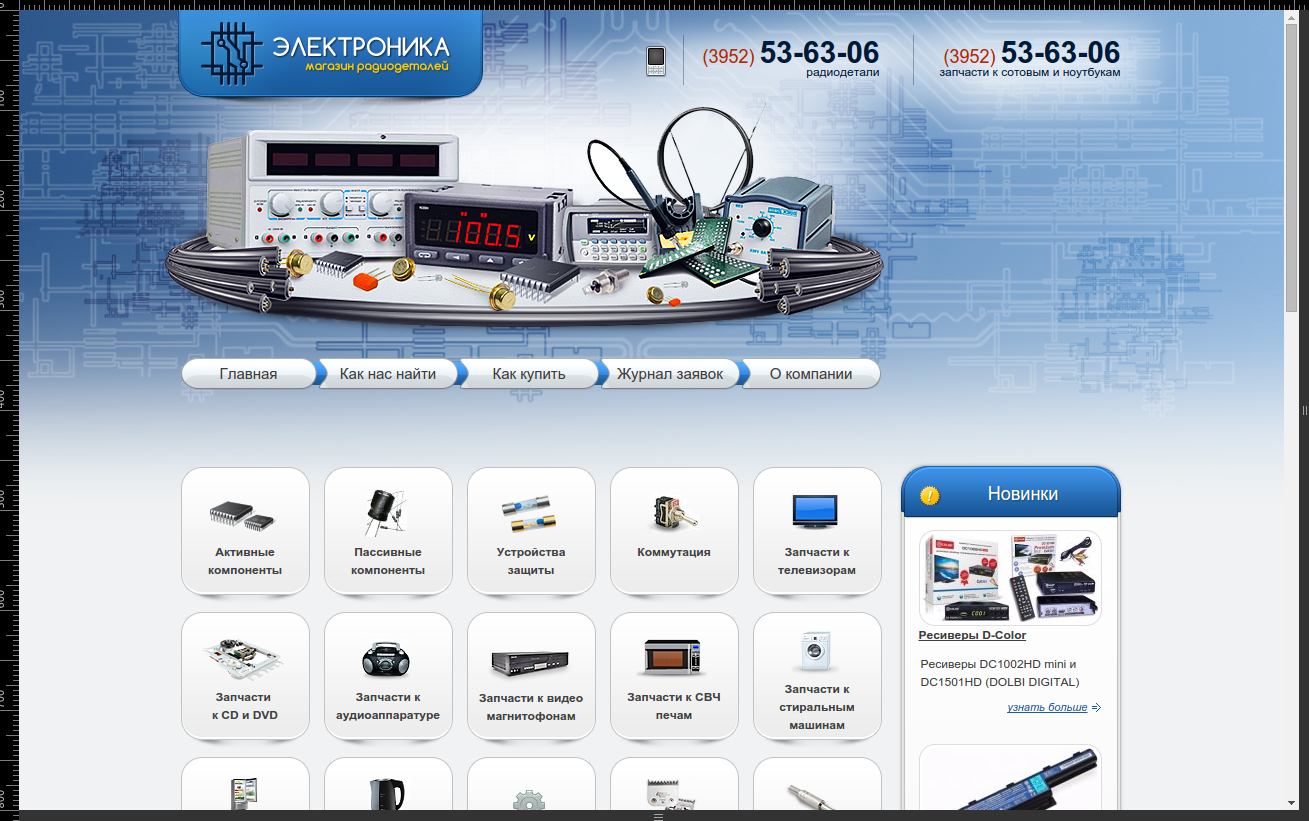 ЭЛЕКТРОНИКА
магазин радиодеталей
(3952) 53-63-06
радиодетали
(3952) 53-63-06
запчасти к сотовым и ноутбукам
100.5 V
Главная
Как нас найти
Как купить
Журнал заявок
О компании
Активные
компоненты
Пассивные
компоненты
Устройства
защиты
Коммутация
Запчасти к
телевизорам
Запчасти
к CD и DVD
Запчасти к
аудиоаппаратуре
Запчасти к видео
магнитофонам
Запчасти к СВЧ
печам
Запчасти к
стиральным
машинам
Новинки
Ресиверы D-Color
Ресиверы DC1002HD mini и
DC1501HD (DOLBI DIGITAL)
узнать больше